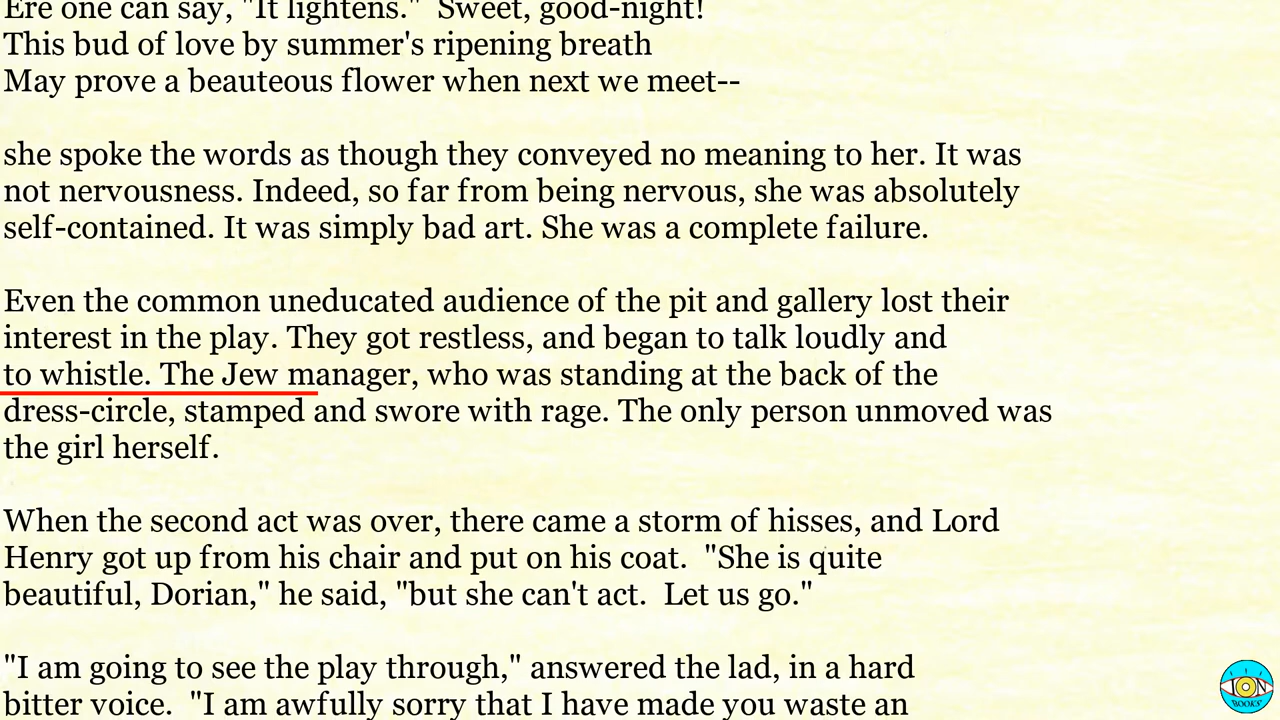 Ere one can say, "It lightens."  Sweet, good-night!
This bud of love by summer's ripening breath
May prove a beauteous flower when next we meet--
she spoke the words as though they conveyed no meaning to her. It was
not nervousness. Indeed, so far from being nervous, she was absolutely
self-contained. It was simply bad art. She was a complete failure.
Even the common uneducated audience of the pit and gallery lost their
interest in the play. They got restless, and began to talk loudly and
to whistle. The Jew manager, who was standing at the back of the
dress-circle, stamped and swore with rage. The only person unmoved was
the girl herself.
When the second act was over, there came a storm of hisses, and Lord
Henry got up from his chair and put on his coat.  "She is quite
beautiful, Dorian," he said, "but she can't act.  Let us go."
"I am going to see the play through," answered the lad, in a hard
bitter voice.  "I am awfully sorry that I have made you waste an
I
ION
BOOKS